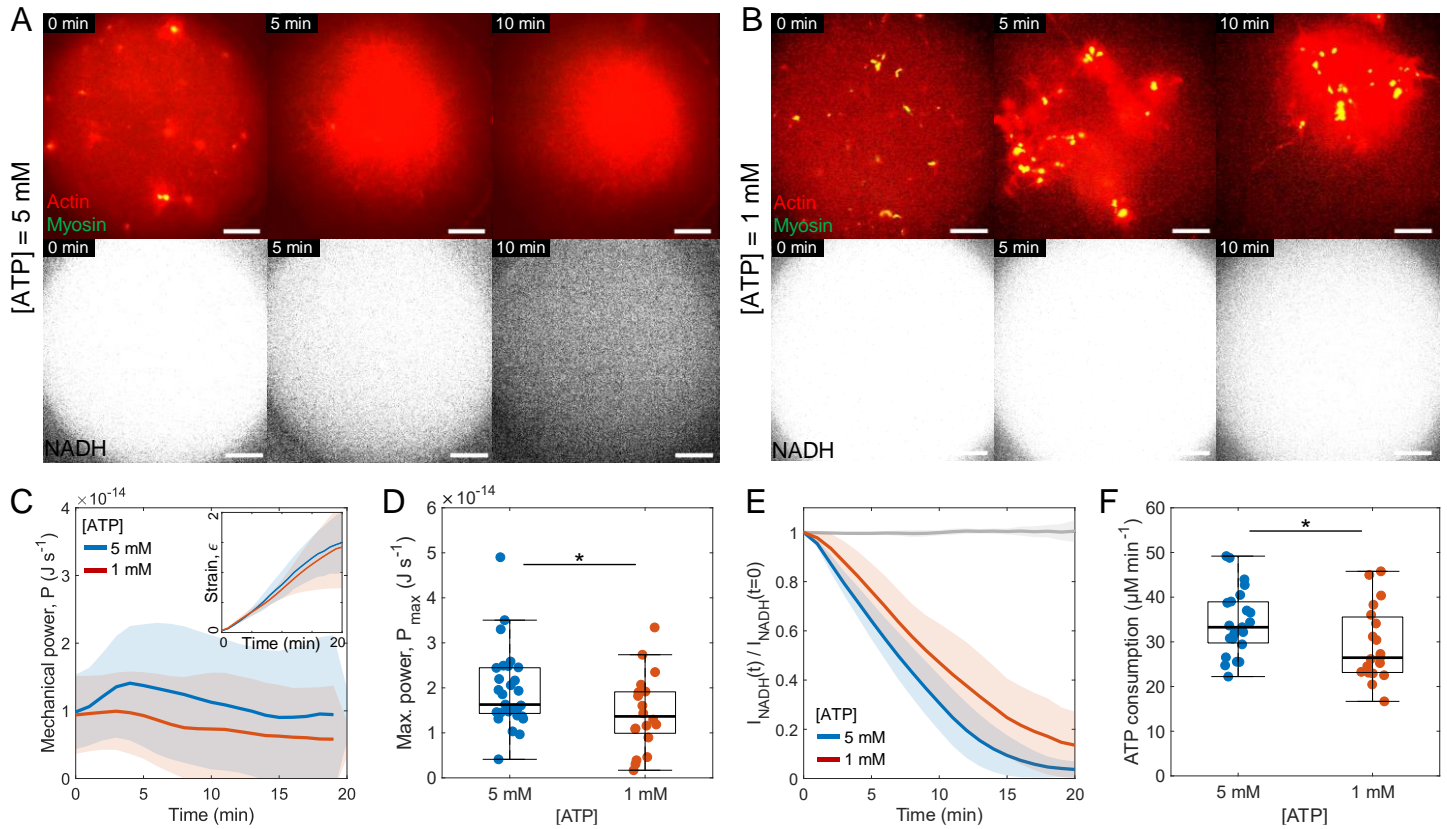 A
[ATP] = 5 mM
0 min
5 min
10 min
Actin
Myosin
0 min
5 min
10 min
NADH
B
[ATP] = 1 mM
0 min
5 min
10 min
Actin
Myosin
0 min
5 min
10 min
NADH
C
×10⁻¹⁴
Mechanical power, P (J s⁻¹)
4
3
2
1
0
[ATP]
5 mM
1 mM
Strain, ϵ
2
0
0
20
Time (min)
0
5
10
15
20
Time (min)
D
×10⁻¹⁴
Max. power, Pₘₐₓ (J s⁻¹)
6
5
4
3
2
1
0
*
5 mM
1 mM
[ATP]
E
I_NADH(t) / I_NADH(t=0)
1
0.8
0.6
0.4
0.2
0
[ATP]
5 mM
1 mM
0
5
10
15
20
Time (min)
F
ATP consumption (μM min⁻¹)
60
50
40
30
20
10
0
*
5 mM
1 mM
[ATP]